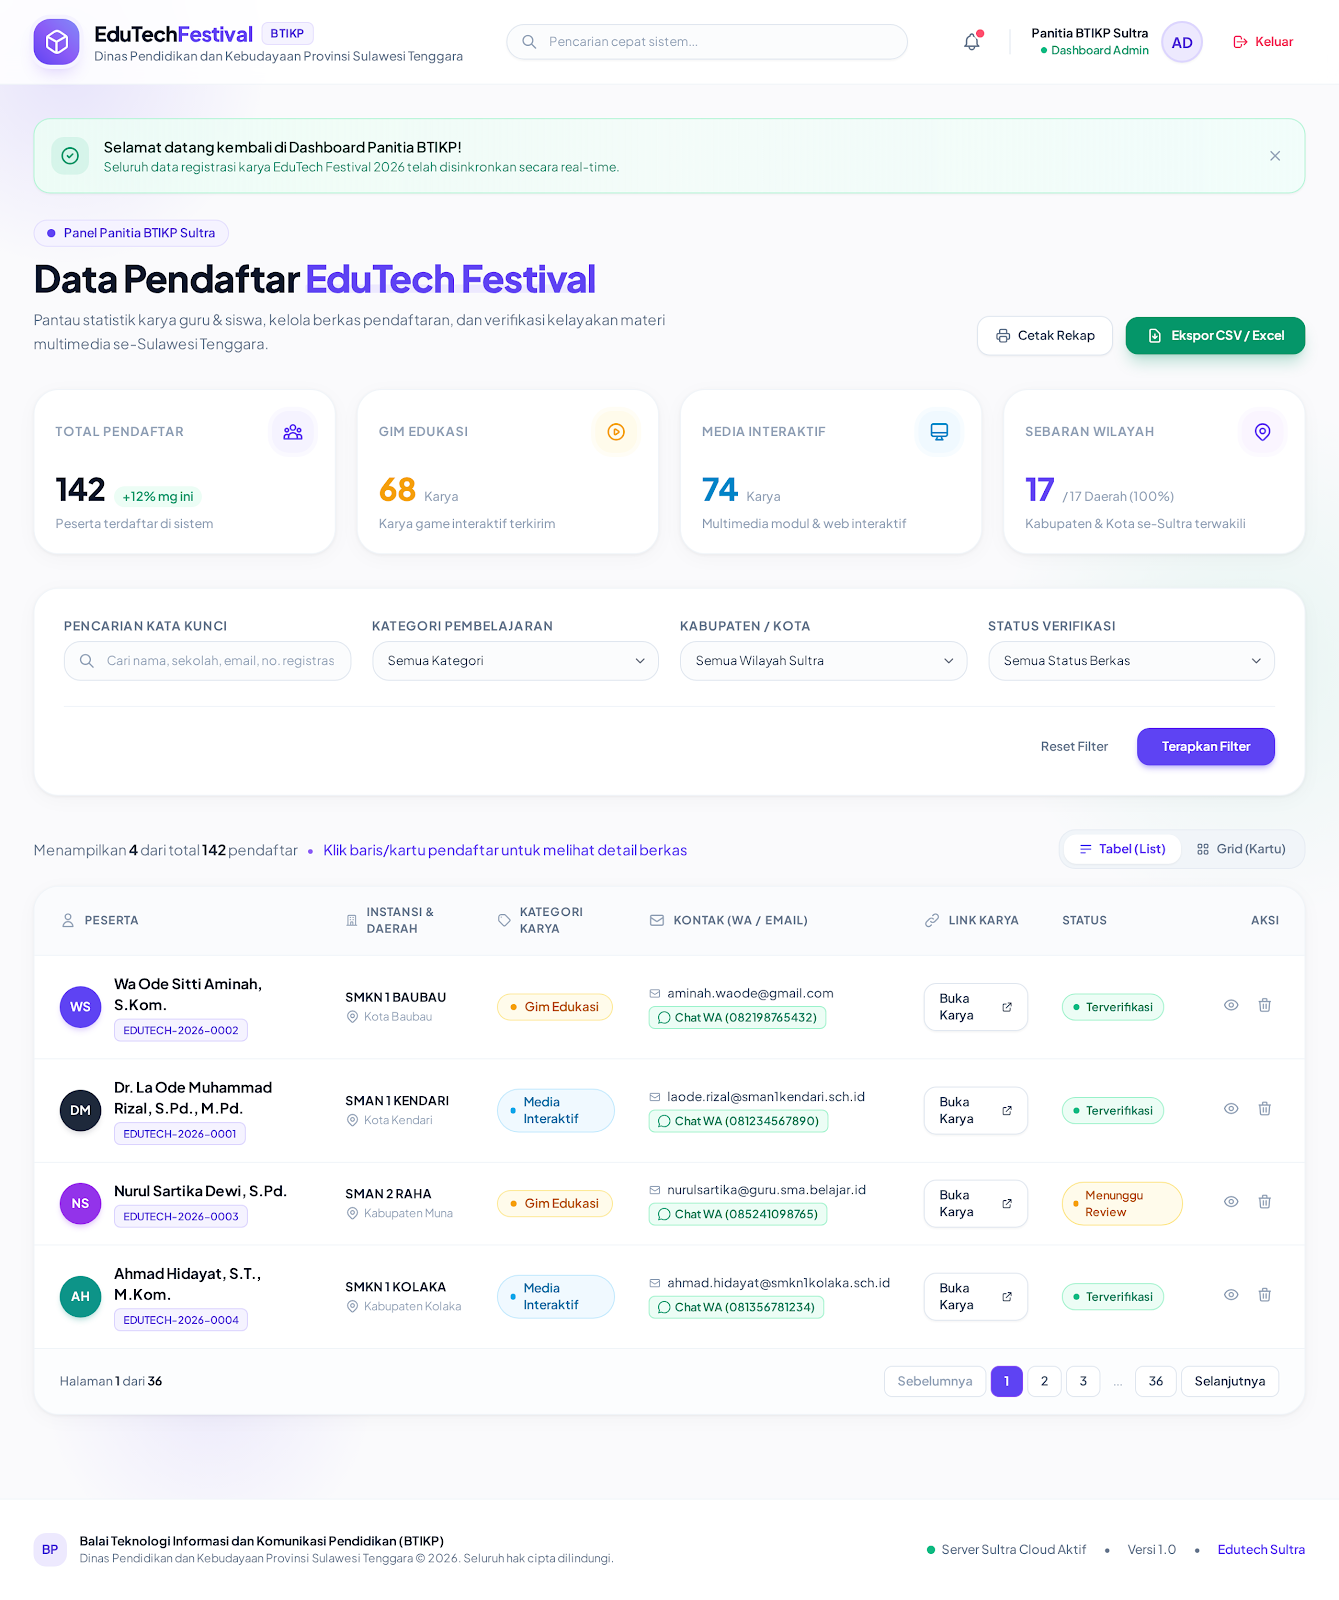 EduTechFestival BTIKP
Dinas Pendidikan dan Kebudayaan Provinsi Sulawesi Tenggara
Pencarian cepat sistem...
Panitia BTIKP Sultra
Dashboard Admin
AD
Keluar
Selamat datang kembali di Dashboard Panitia BTIKP!
Seluruh data registrasi karya EduTech Festival 2026 telah disinkronkan secara real-time.
Panel Panitia BTIKP Sultra
Data Pendaftar EduTech Festival
Pantau statistik karya guru & siswa, kelola berkas pendaftaran, dan verifikasi kelayakan materi
multimedia se-Sulawesi Tenggara.
Cetak Rekap
Ekspor CSV / Excel
TOTAL PENDAFTAR
142 +12% mg ini
Peserta terdaftar di sistem
GIM EDUKASI
68 Karya
Karya game interaktif terkirim
MEDIA INTERAKTIF
74 Karya
Multimedia modul & web interaktif
SEBARAN WILAYAH
17 / 17 Daerah (100%)
Kabupaten & Kota se-Sultra terwakili
PENCARIAN KATA KUNCI
Cari nama, sekolah, email, no. registras
KATEGORI PEMBELAJARAN
Semua Kategori
KABUPATEN / KOTA
Semua Wilayah Sultra
STATUS VERIFIKASI
Semua Status Berkas
Reset Filter
Terapkan Filter
Menampilkan 4 dari total 142 pendaftar • Klik baris/kartu pendaftar untuk melihat detail berkas
Tabel (List)
Grid (Kartu)
PESERTA
INSTANSI &
DAERAH
KATEGORI
KARYA
KONTAK (WA / EMAIL)
LINK KARYA
STATUS
AKSI
WS
Wa Ode Sitti Aminah,
S.Kom.
EDUTECH-2026-0002
SMKN 1 BAUBAU
Kota Baubau
Gim Edukasi
aminah.waode@gmail.com
Chat WA (082198765432)
Buka
Karya
Terverifikasi
DM
Dr. La Ode Muhammad
Rizal, S.Pd., M.Pd.
EDUTECH-2026-0001
SMAN 1 KENDARI
Kota Kendari
Media
Interaktif
laode.rizal@sman1kendari.sch.id
Chat WA (081234567890)
Buka
Karya
Terverifikasi
NS
Nurul Sartika Dewi, S.Pd.
EDUTECH-2026-0003
SMAN 2 RAHA
Kabupaten Muna
Gim Edukasi
nurulsartika@guru.sma.belajar.id
Chat WA (085241098765)
Buka
Karya
Menunggu
Review
AH
Ahmad Hidayat, S.T.,
M.Kom.
EDUTECH-2026-0004
SMKN 1 KOLAKA
Kabupaten Kolaka
Media
Interaktif
ahmad.hidayat@smkn1kolaka.sch.id
Chat WA (081356781234)
Buka
Karya
Terverifikasi
Halaman 1 dari 36
Sebelumnya 1 2 3 ... 36 Selanjutnya
BP
Balai Teknologi Informasi dan Komunikasi Pendidikan (BTIKP)
Dinas Pendidikan dan Kebudayaan Provinsi Sulawesi Tenggara © 2026. Seluruh hak cipta dilindungi.
Server Sultra Cloud Aktif • Versi 1.0 • Edutech Sultra